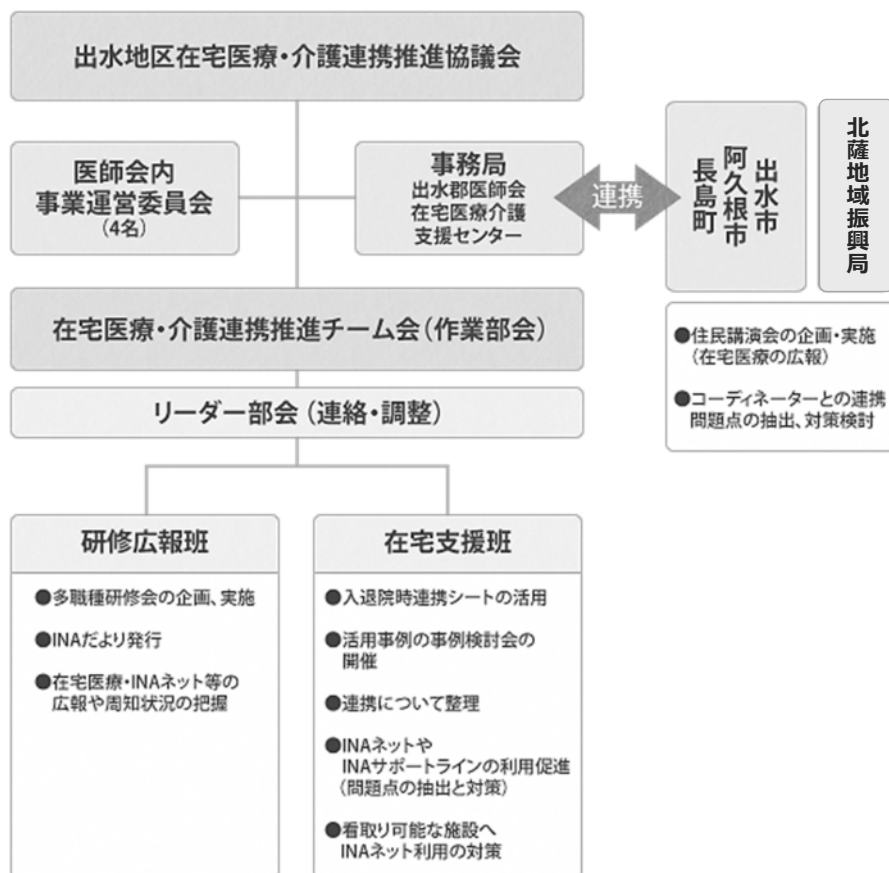 出水地区在宅医療・介護連携推進協議会
医師会内
事業運営委員会
(4名)
事務局
出水郡医師会
在宅医療介護
支援センター
連携
出水市
阿久根市
長島町
北薩地域振興局
●住民講演会の企画・実施
(在宅医療の広報)
●コーディネーターとの連携
問題点の抽出、対策検討
在宅医療・介護連携推進チーム会(作業部会)
リーダー部会(連絡・調整)
研修広報班
●多職種研修会の企画、実施
●INAだより発行
●在宅医療・INAネット等の
広報や周知状況の把握
在宅支援班
●入退院時連携シートの活用
●活用事例の事例検討会の
開催
●連携について整理
●INAネットや
INAサポートラインの利用促進
(問題点の抽出と対策)
●看取り可能な施設へ
INAネット利用の対策